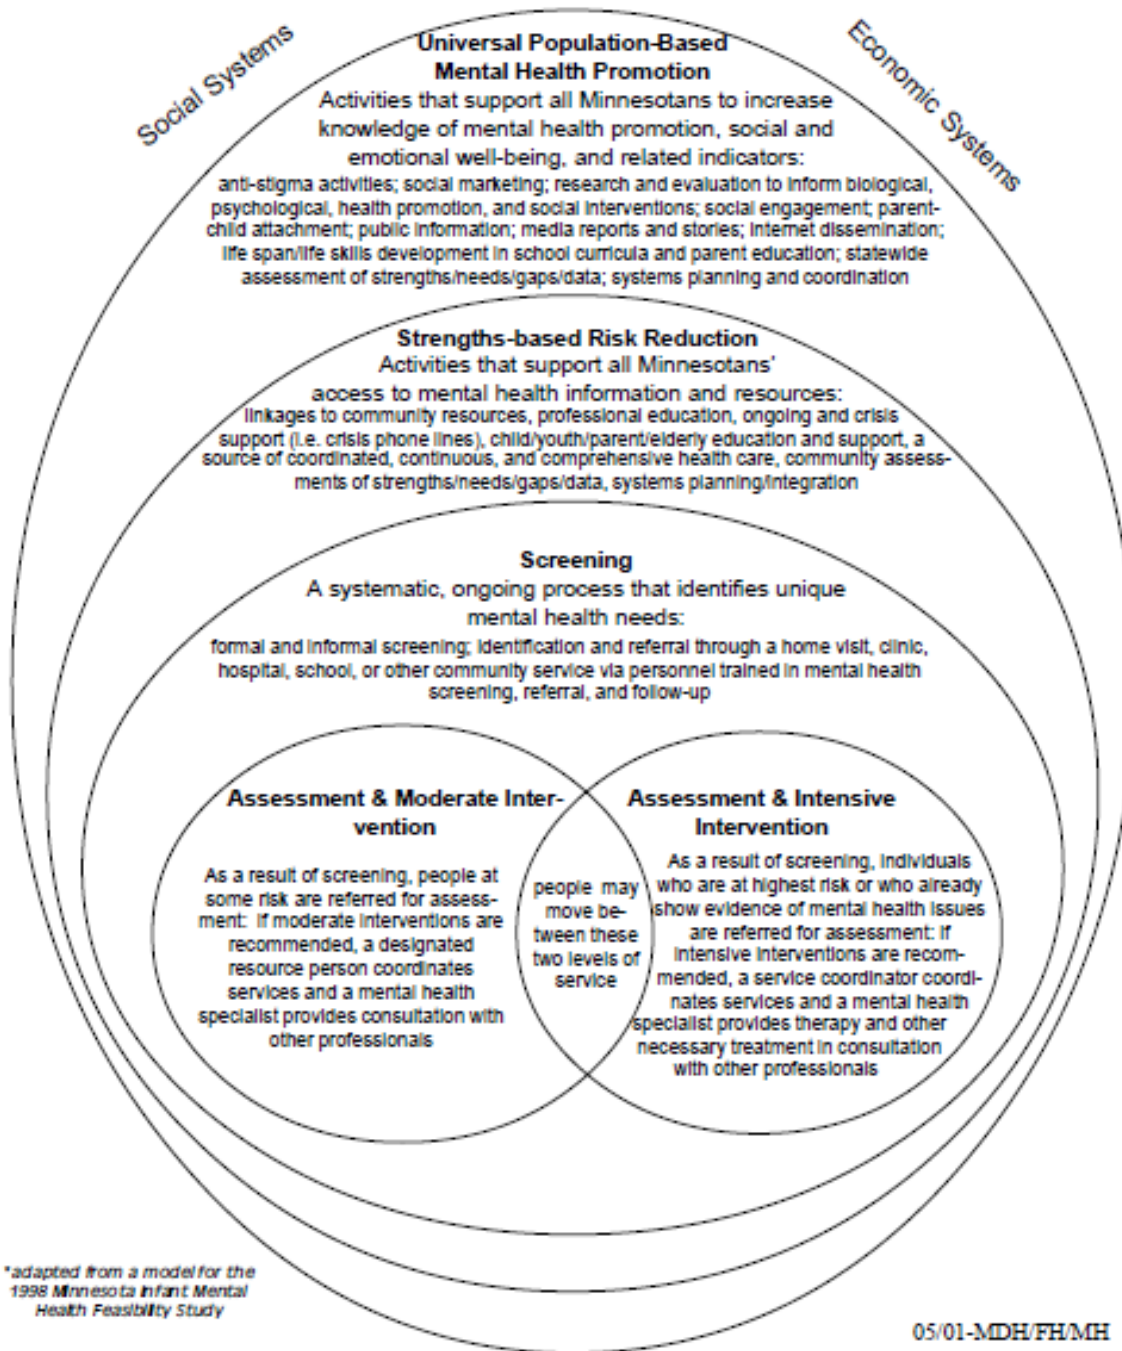 Social Systems
Economic Systems
Universal Population-Based
Mental Health Promotion
Activities that support all Minnesotans to increase
knowledge of mental health promotion, social and
emotional well-being, and related indicators:
anti-stigma activities; social marketing; research and evaluation to inform biological,
psychological, health promotion, and social interventions; social engagement; parent-
child attachment; public information; media reports and stories; internet dissemination;
life span/life skills development in school curricula and parent education; statewide
assessment of strengths/needs/gaps/data; systems planning and coordination
Strengths-based Risk Reduction
Activities that support all Minnesotans'
access to mental health information and resources:
linkages to community resources, professional education, ongoing and crisis
support (i.e. crisis phone lines), child/youth/parent/elderly education and support, a
source of coordinated, continuous, and comprehensive health care, community assess-
ments of strengths/needs/gaps/data, systems planning/integration
Screening
A systematic, ongoing process that identifies unique
mental health needs:
formal and informal screening; identification and referral through a home visit, clinic,
hospital, school, or other community service via personnel trained in mental health
screening, referral, and follow-up
Assessment & Moderate Inter-
vention
As a result of screening, people at
some risk are referred for assess-
ment: if moderate interventions are
recommended, a designated
resource person coordinates
services and a mental health
specialist provides consultation with
other professionals
people may
move be-
tween these
two levels of
service
Assessment & Intensive
Intervention
As a result of screening, individuals
who are at highest risk or who already
show evidence of mental health issues
are referred for assessment: if
intensive interventions are recom-
mended, a service coordinator coordi-
nates services and a mental health
specialist provides therapy and other
necessary treatment in consultation
with other professionals
*adapted from a model for the
1998 Minnesota Infant Mental
Health Feasibility Study
05/01-MDH/FH/MH